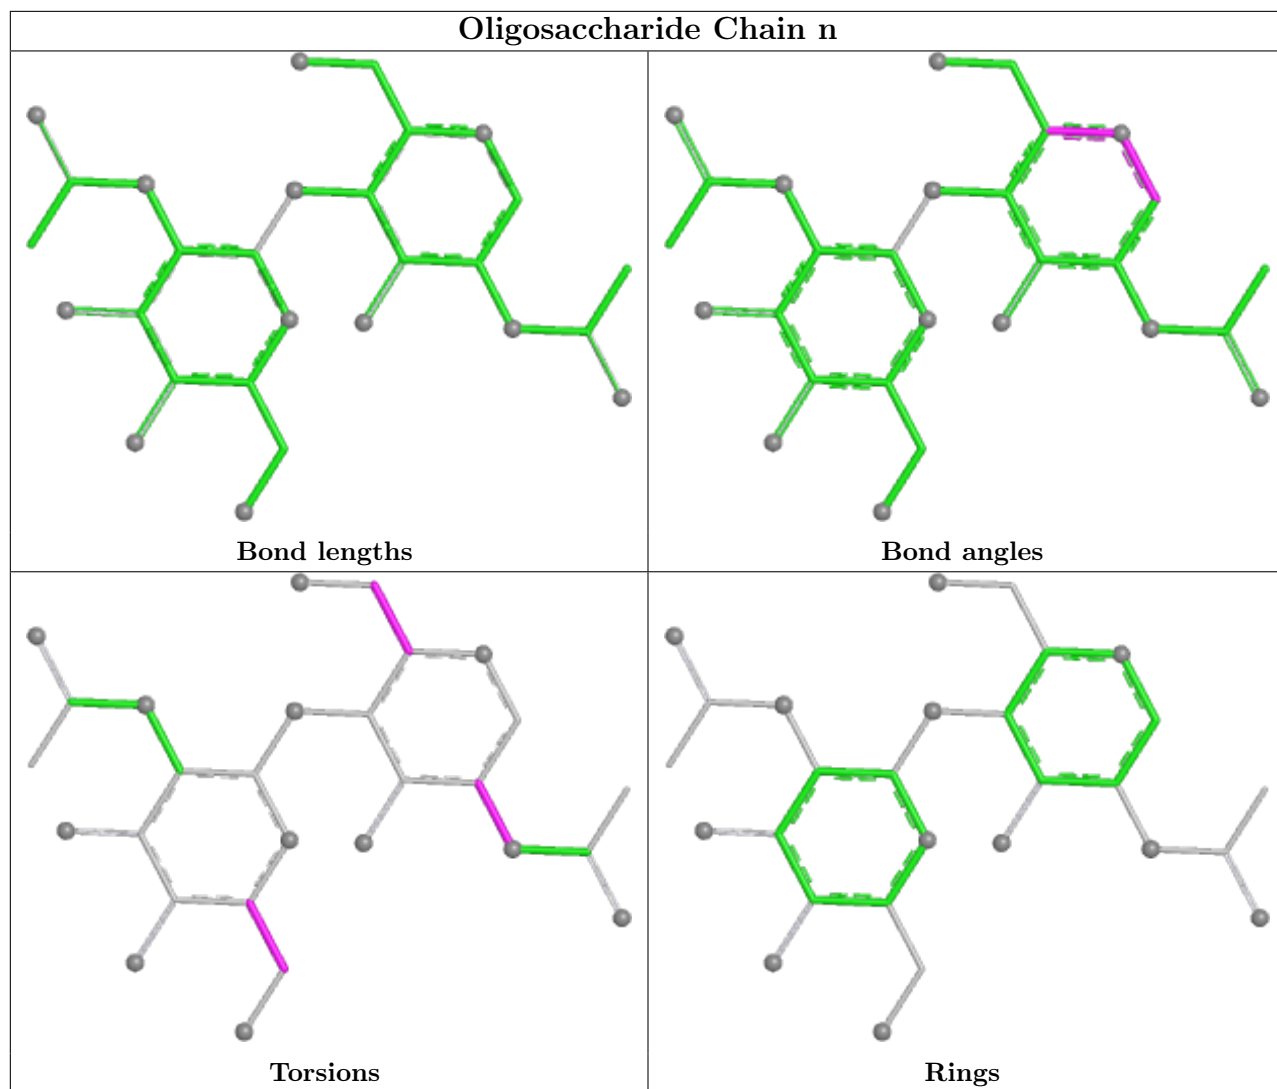 Oligosaccharide Chain n
Bond lengths
Bond angles
Torsions
Rings